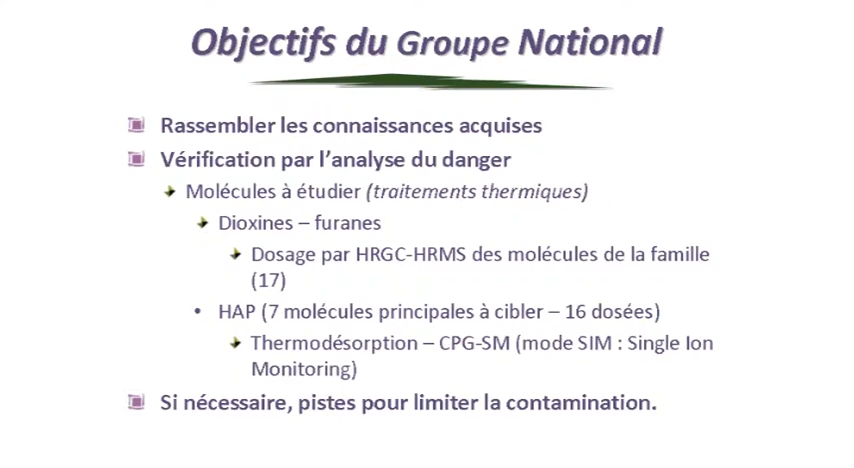 Objectifs du Groupe National
Rassembler les connaissances acquises
Vérification par l'analyse du danger
Molécules à étudier (traitements thermiques)
Dioxines – furanes
Dosage par HRGC-HRMS des molécules de la famille
(17)
• HAP (7 molécules principales à cibler – 16 dosées)
Thermodésorption – CPG-SM (mode SIM : Single Ion
Monitoring)
Si nécessaire, pistes pour limiter la contamination.